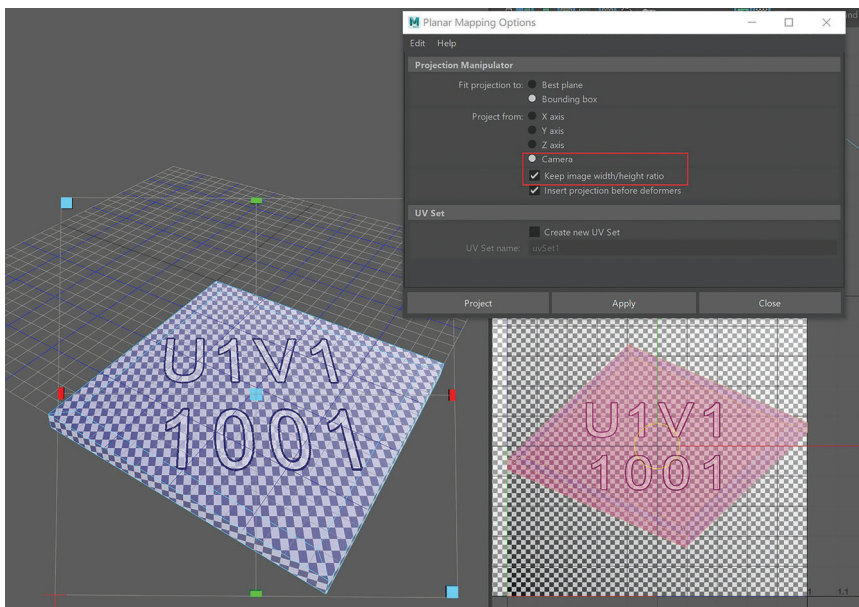 Planar Mapping Options
Edit Help
Projection Manipulator
Fit projection to: Best plane
Bounding box
Project from: X axis
Y axis
Z axis
Camera
Keep image width/height ratio
Insert projection before deformers
UV Set
Create new UV Set
UV Set name: uvSet1
Project Apply Close
U1V1
1001
U1V1
1001
1.1